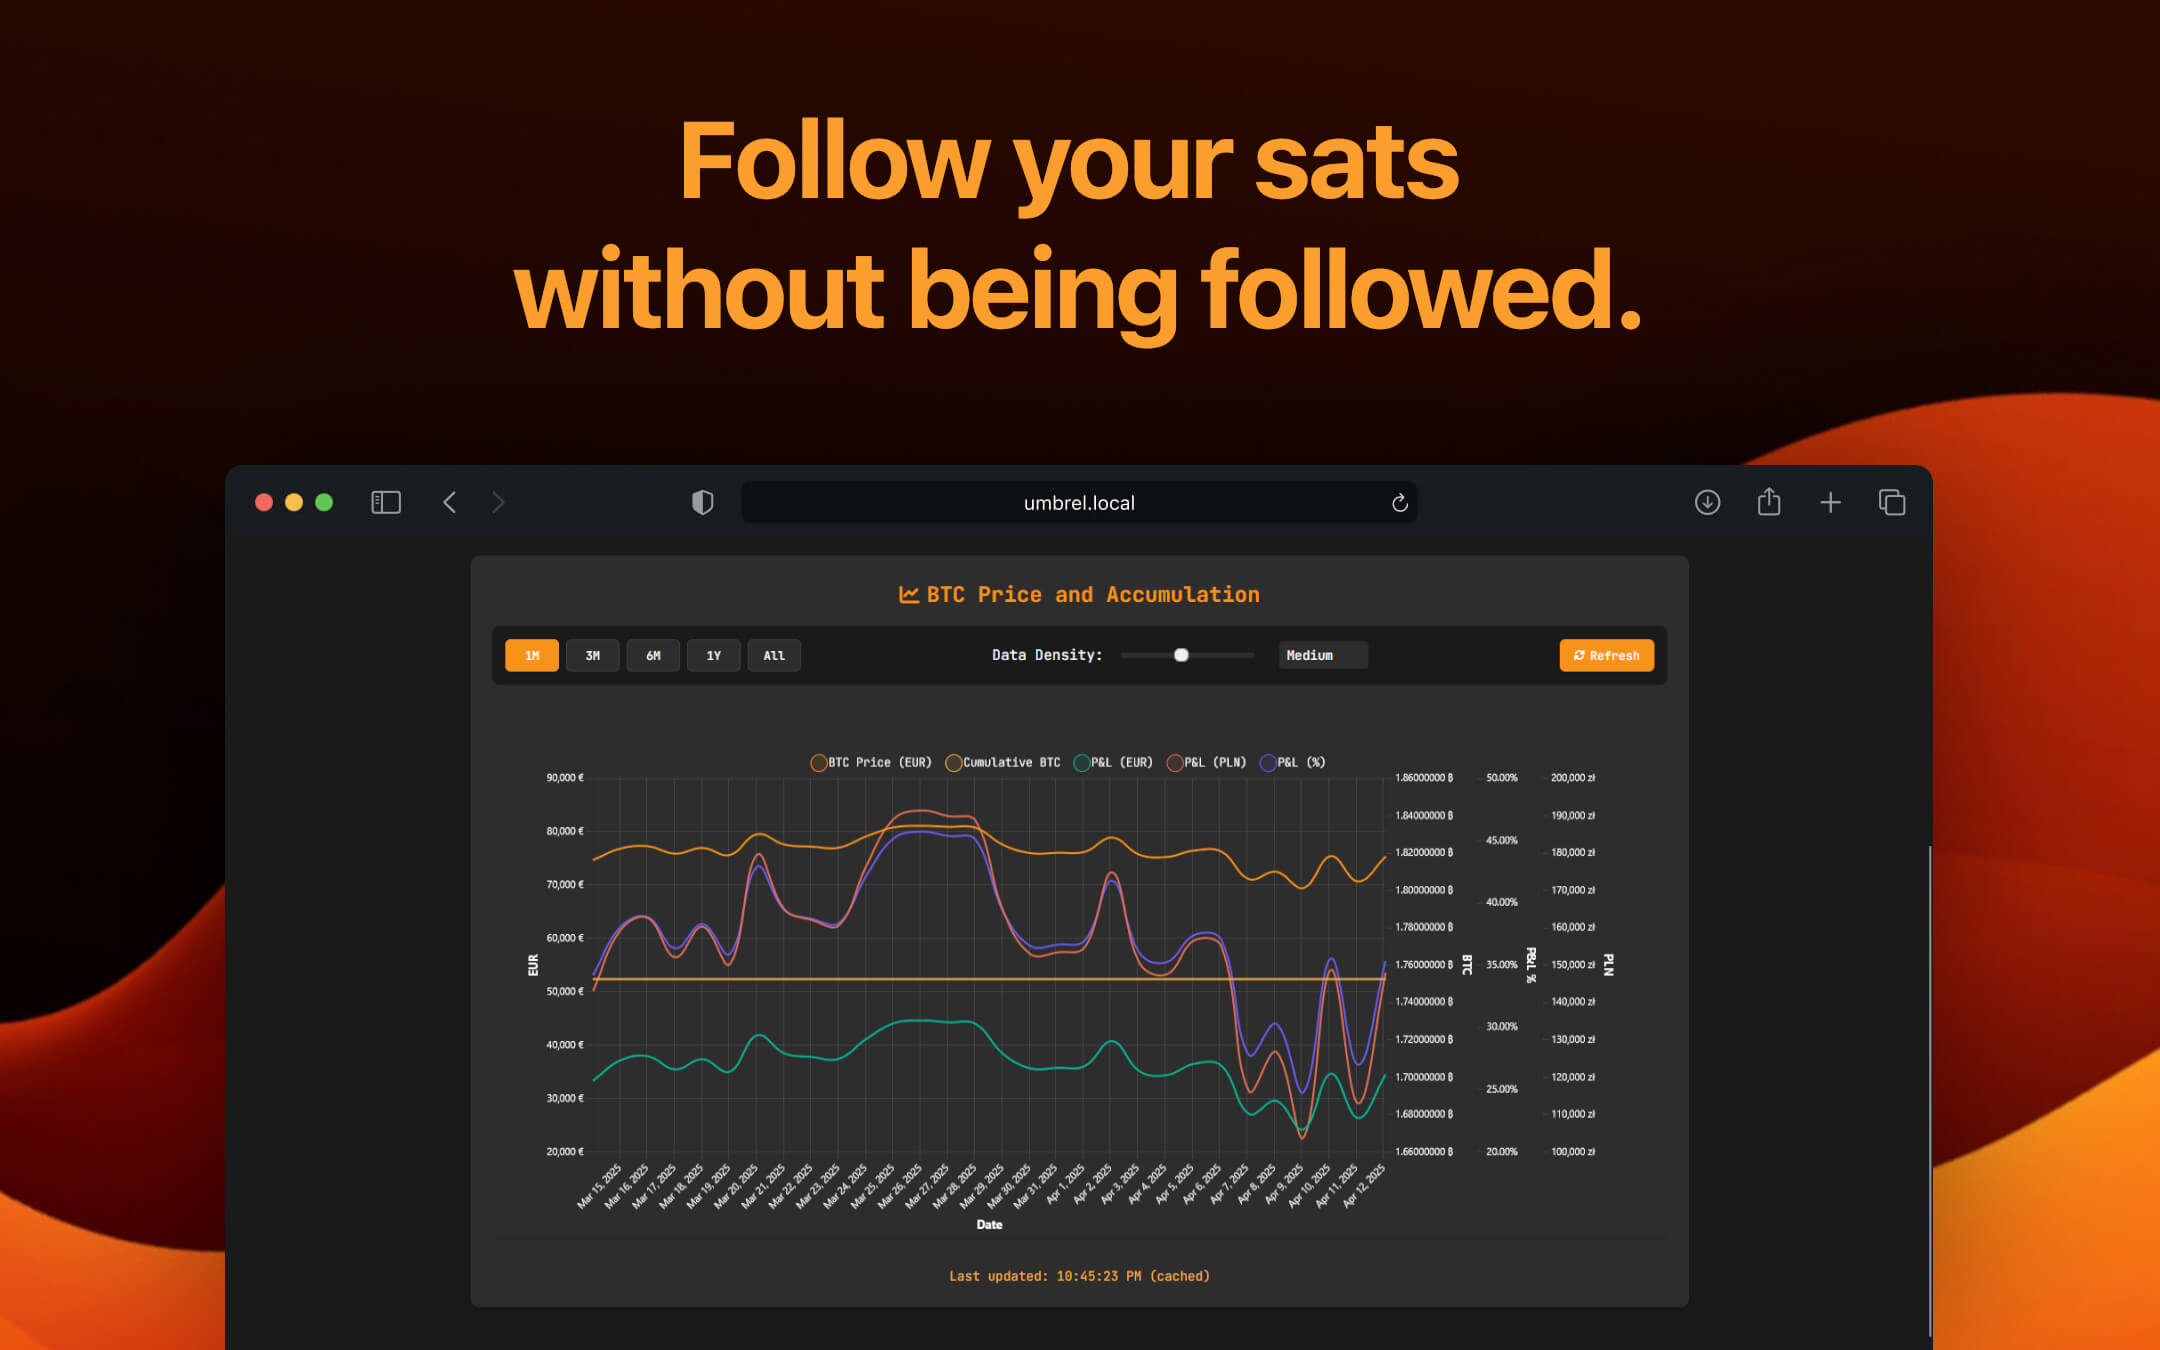 Follow your sats
without being followed.
umbrel.local
BTC Price and Accumulation
1M 3M 6M 1Y All Data Density: Medium Refresh
BTC Price (EUR) Cumulative BTC P&L (EUR) P&L (PLN) P&L (%)
90,000 €
80,000 €
70,000 €
60,000 €
50,000 €
40,000 €
30,000 €
20,000 €
EUR
1.86000000 ₿
1.84000000 ₿
1.82000000 ₿
1.80000000 ₿
1.78000000 ₿
1.76000000 ₿
1.74000000 ₿
1.72000000 ₿
1.70000000 ₿
1.68000000 ₿
1.66000000 ₿
BTC
50.00%
45.00%
40.00%
35.00%
30.00%
25.00%
20.00%
P&L %
200,000 zł
190,000 zł
180,000 zł
170,000 zł
160,000 zł
150,000 zł
140,000 zł
130,000 zł
120,000 zł
110,000 zł
100,000 zł
PLN
Mar 15, 2025
Mar 16, 2025
Mar 17, 2025
Mar 18, 2025
Mar 19, 2025
Mar 20, 2025
Mar 21, 2025
Mar 22, 2025
Mar 23, 2025
Mar 24, 2025
Mar 25, 2025
Mar 26, 2025
Mar 27, 2025
Mar 28, 2025
Mar 29, 2025
Mar 30, 2025
Mar 31, 2025
Apr 1, 2025
Apr 2, 2025
Apr 3, 2025
Apr 4, 2025
Apr 5, 2025
Apr 6, 2025
Apr 7, 2025
Apr 8, 2025
Apr 9, 2025
Apr 10, 2025
Apr 11, 2025
Apr 12, 2025
Date
Last updated: 10:45:23 PM (cached)